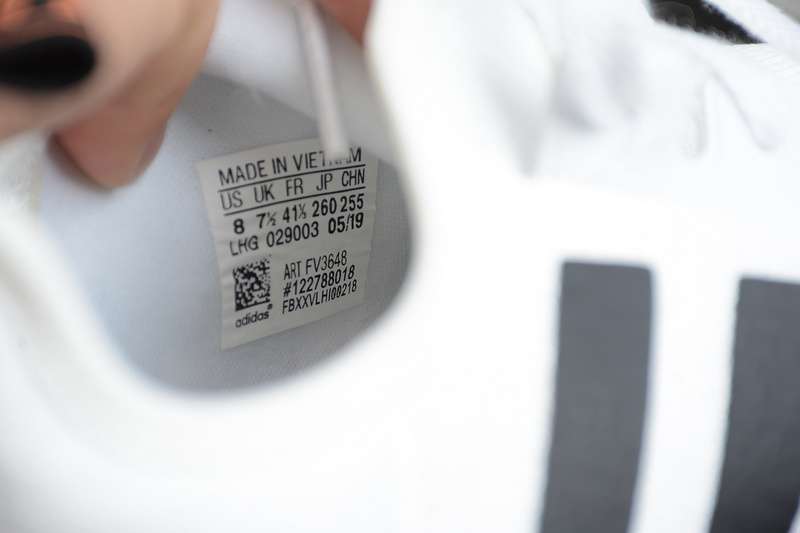 MADE IN VIETNAM
US UK FR JP CHN
8 7½ 41⅓ 260 255
LHG 029003 05/19
ART FV3648
#122788018
FBXXVLHI00218
adidas®